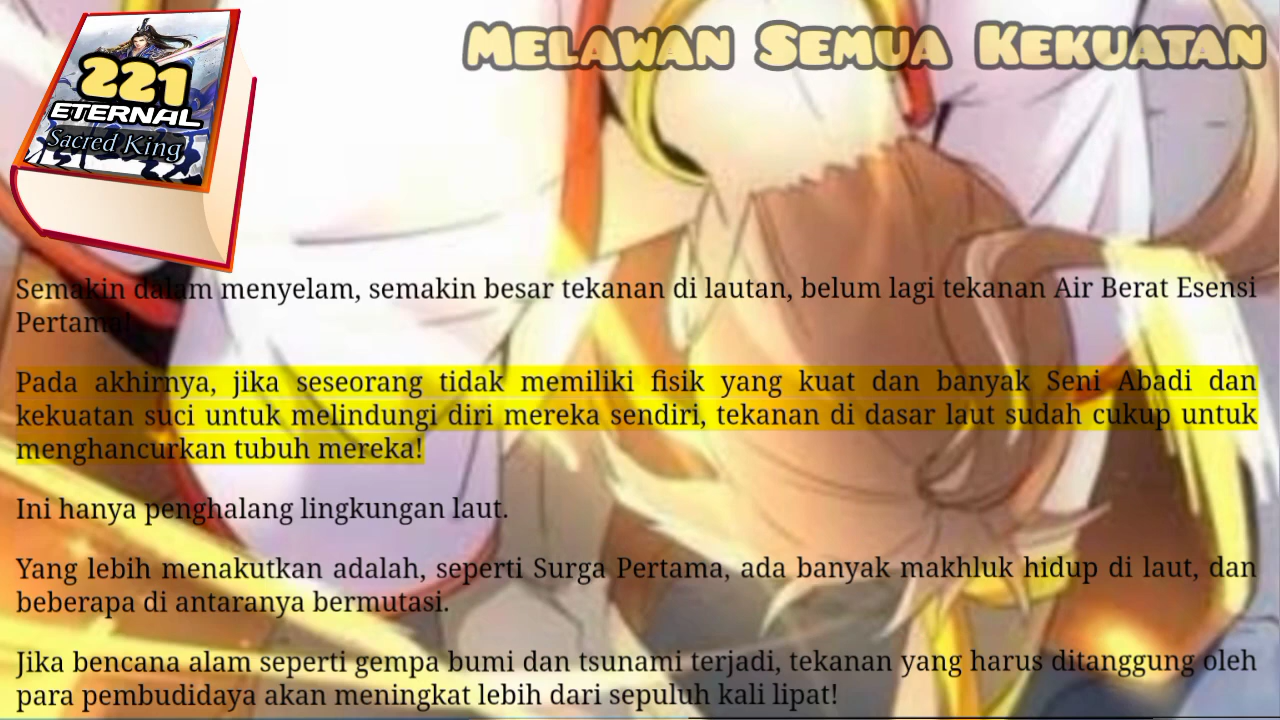 MELAWAN SEMUA KEKUATAN
221
ETERNAL
Sacred King
Semakin dalam menyelam, semakin besar tekanan di lautan, belum lagi tekanan Air Berat Esensi
Pertama!
Pada akhirnya, jika seseorang tidak memiliki fisik yang kuat dan banyak Seni Abadi dan
kekuatan suci untuk melindungi diri mereka sendiri, tekanan di dasar laut sudah cukup untuk
menghancurkan tubuh mereka!
Ini hanya penghalang lingkungan laut.
Yang lebih menakutkan adalah, seperti Surga Pertama, ada banyak makhluk hidup di laut, dan
beberapa di antaranya bermutasi.
Jika bencana alam seperti gempa bumi dan tsunami terjadi, tekanan yang harus ditanggung oleh
para pembudidaya akan meningkat lebih dari sepuluh kali lipat!